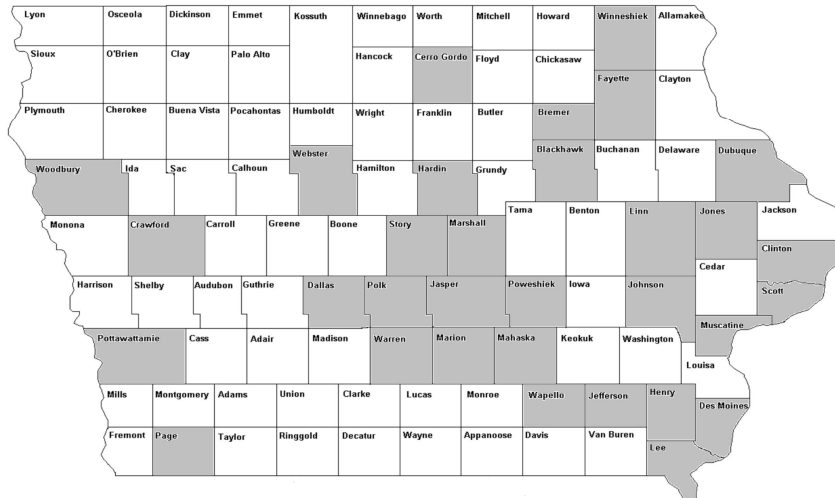 Lyon Osceola Dickinson Emmet Kossuth Winnebago Worth Mitchell Howard Winneshiek Allamakee
Sioux O'Brien Clay Palo Alto Hancock Cerro Gordo Floyd Chickasaw
Fayette Clayton
Plymouth Cherokee Buena Vista Pocahontas Humboldt Wright Franklin Butler Bremer
Webster Blackhawk Buchanan Delaware Dubuque
Woodbury Ida Sac Calhoun Hamilton Hardin Grundy
Tama Benton Linn Jones Jackson
Monona Crawford Carroll Greene Boone Story Marshall
Clinton
Cedar
Harrison Shelby Audubon Guthrie Dallas Polk Jasper Poweshiek Iowa Johnson Scott
Muscatine
Pottawattamie Cass Adair Madison Warren Marion Mahaska Keokuk Washington
Louisa
Mills Montgomery Adams Union Clarke Lucas Monroe Wapello Jefferson Henry
Des Moines
Fremont Page Taylor Ringgold Decatur Wayne Appanoose Davis Van Buren
Lee